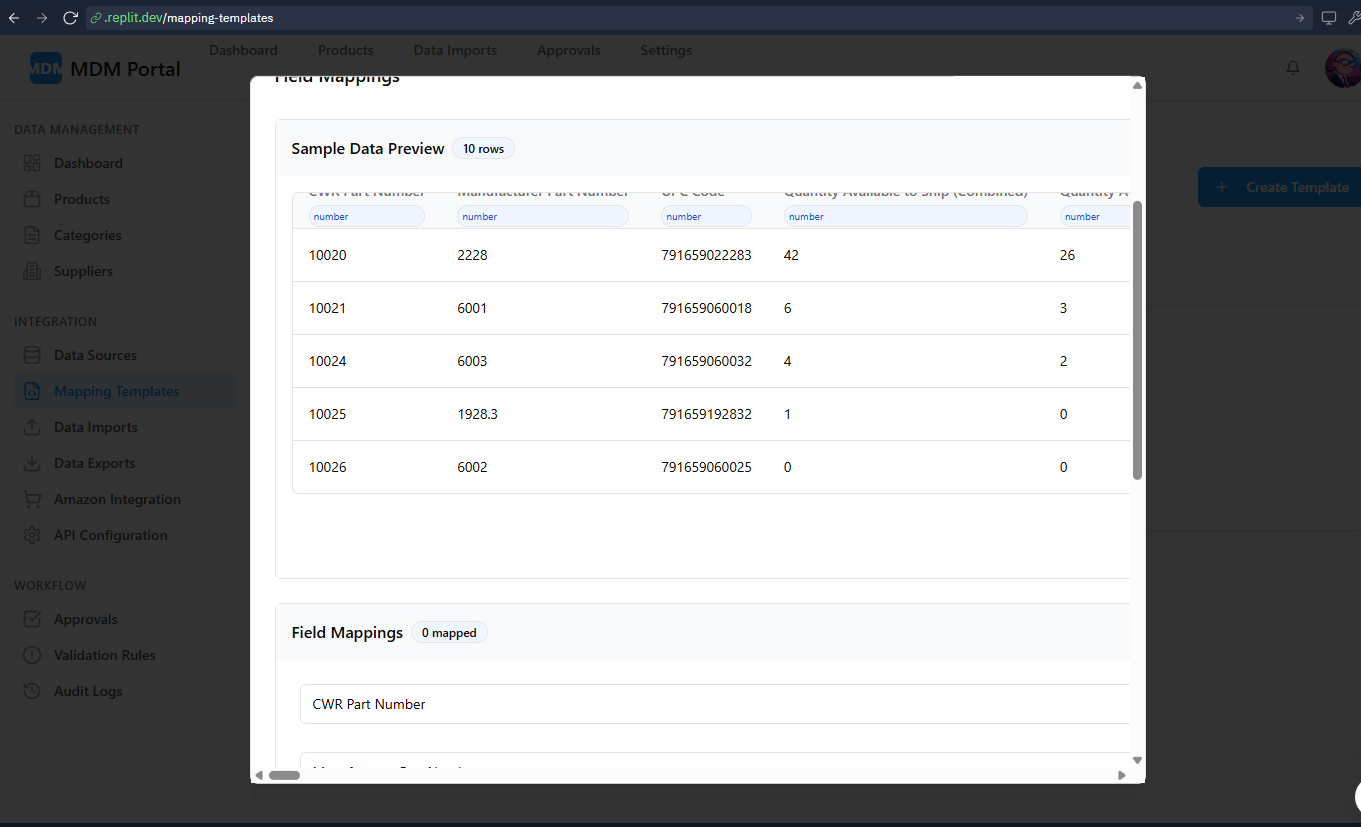 .replit.dev/mapping-templates
MDM MDM Portal
Dashboard Products Data Imports Approvals Settings
DATA MANAGEMENT
Dashboard
Products
Categories
Suppliers
INTEGRATION
Data Sources
Mapping Templates
Data Imports
Data Exports
Amazon Integration
API Configuration
WORKFLOW
Approvals
Validation Rules
Audit Logs
+ Create Template
Field Mappings
Sample Data Preview 10 rows
CWR Part Number Manufacturer Part Number UPC Code Quantity Available to Ship (Combined) Quantity A
number number number number number
10020 2228 791659022283 42 26
10021 6001 791659060018 6 3
10024 6003 791659060032 4 2
10025 1928.3 791659192832 1 0
10026 6002 791659060025 0 0
Field Mappings 0 mapped
CWR Part Number